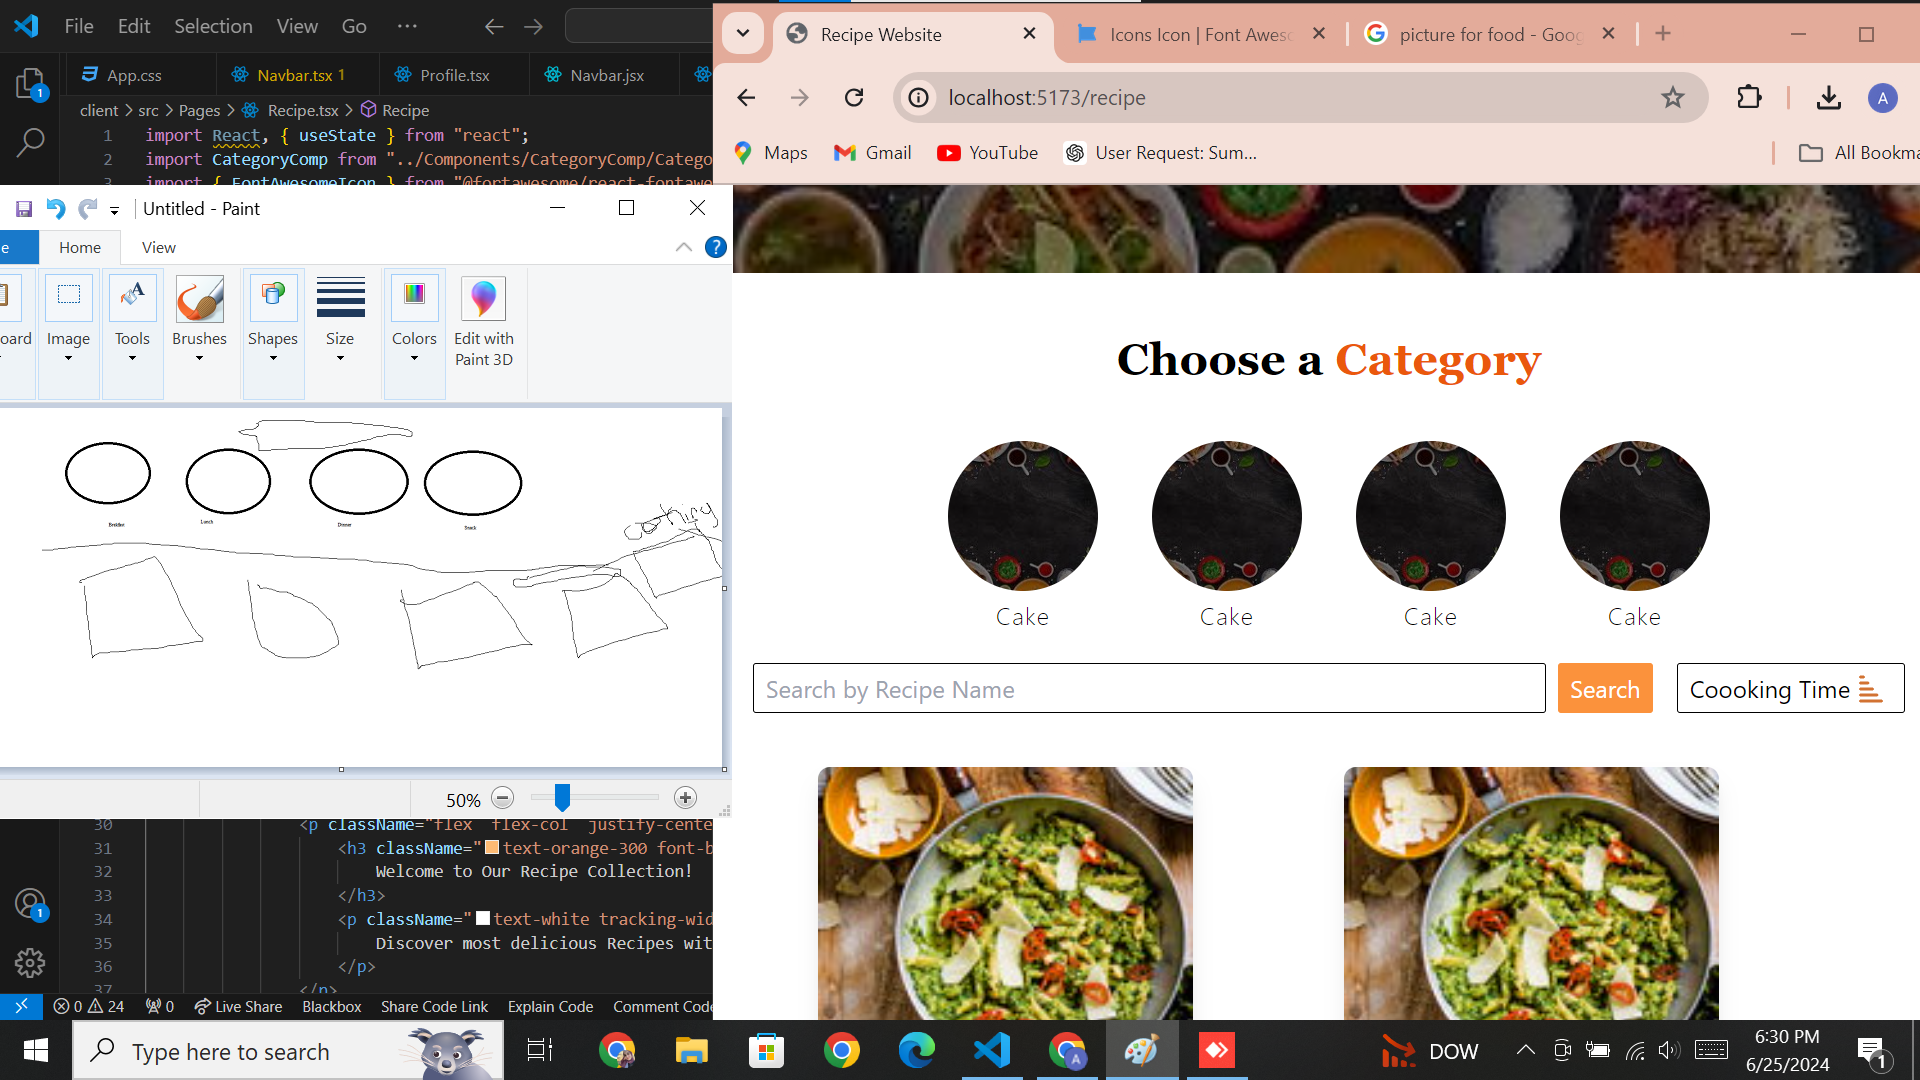 File Edit Selection View Go ···
App.css Navbar.tsx 1 Profile.tsx Navbar.jsx
client > src > Pages > Recipe.tsx > Recipe
1 import React, { useState } from "react";
2 import CategoryComp from "../Components/CategoryComp/Catego
3 import { FontAwesomeIcon } from "@fortawesome/react-fontawe
1
Untitled - Paint
e Home View ?
oard Image Tools Brushes Shapes Size Colors Edit with
Paint 3D
Lunch Dinner
50%
30 <p className="flex flex-col justify-cente
31 <h3 className="text-orange-300 font-b
32 Welcome to Our Recipe Collection!
33 </h3>
34 <p className="text-white tracking-wid
35 Discover most delicious Recipes wit
36 </p>
37 </p>
1
0 24 0 Live Share Blackbox Share Code Link Explain Code Comment Code
Recipe Website Icons Icon | Font Aweso picture for food - Goog
localhost:5173/recipe A
Maps Gmail YouTube User Request: Sum... All Bookma
Choose a Category
Cake Cake Cake Cake
Search by Recipe Name Search Coooking Time
Type here to search A DOW 6:30 PM
6/25/2024 1